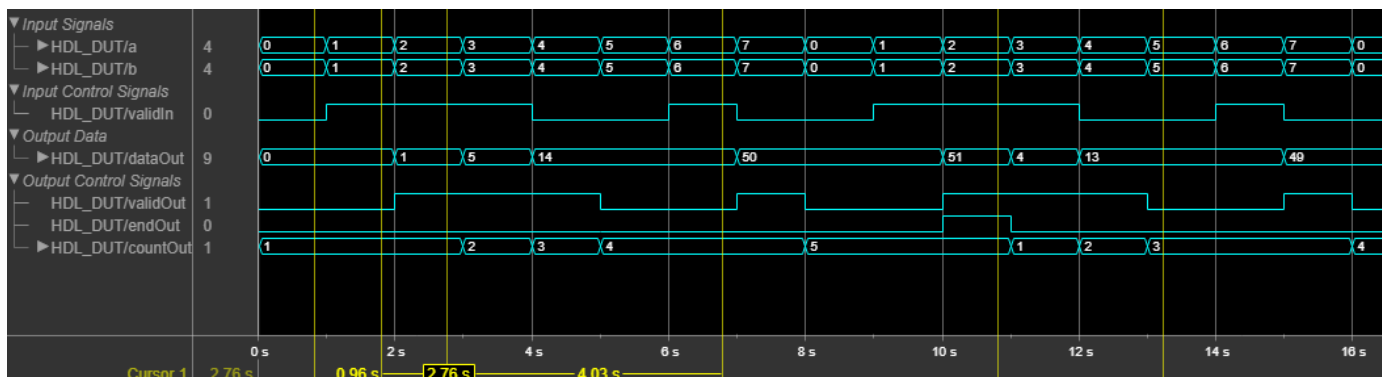 Input Signals
HDL_DUT/a 4 0 1 2 3 4 5 6 7 0 1 2 3 4 5 6 7 0
HDL_DUT/b 4 0 1 2 3 4 5 6 7 0 1 2 3 4 5 6 7 0
Input Control Signals
HDL_DUT/validIn 0
Output Data
HDL_DUT/dataOut 9 0 1 5 14 50 51 4 13 49
Output Control Signals
HDL_DUT/validOut 1
HDL_DUT/endOut 0
HDL_DUT/countOut 1 1 2 3 4 5 1 2 3 4
0 s 2 s 4 s 6 s 8 s 10 s 12 s 14 s 16 s
Cursor 1 2.76 s 0.96 s 2.76 s 4.03 s